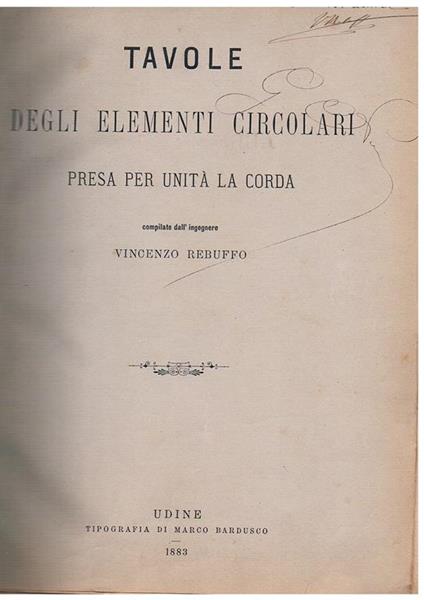 TAVOLE
DEGLI ELEMENTI CIRCOLARI
PRESA PER UNITÀ LA CORDA
compilate dall' ingegnere
VINCENZO REBUFFO
UDINE
TIPOGRAFIA DI MARCO BARDUSCO
1883